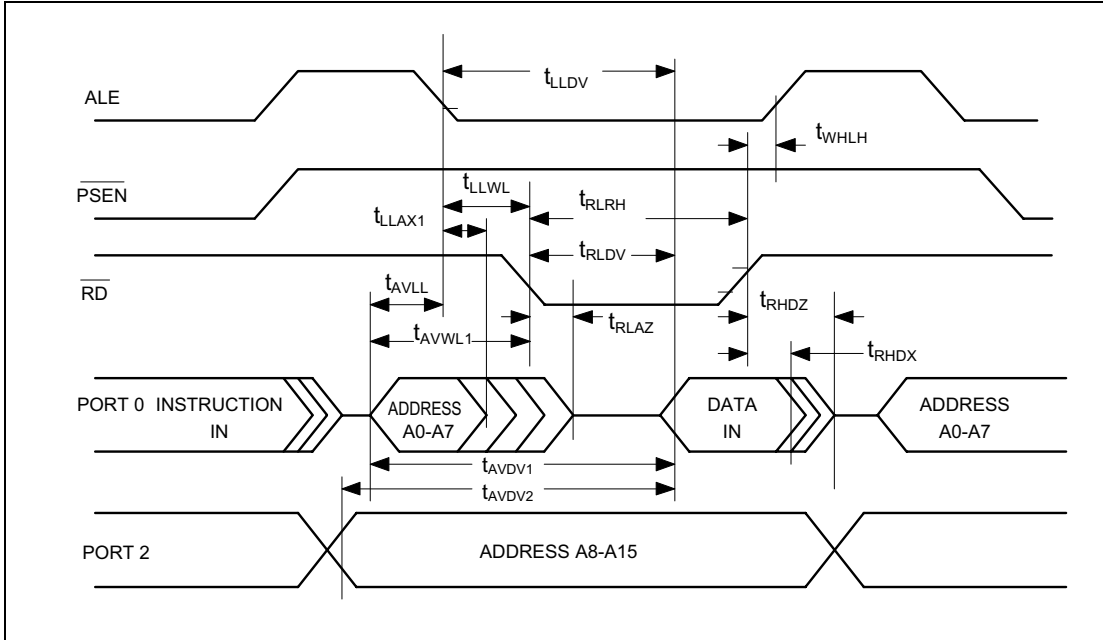 tLLDV
ALE
tWHLH
PSEN
tLLWL
tRLRH
tLLAX1
tRLDV
RD
tAVLL
tRHDZ
tRLAZ
tAVWL1
tRHDX
PORT 0 INSTRUCTION IN
ADDRESS
A0-A7
DATA
IN
ADDRESS
A0-A7
tAVDV1
tAVDV2
PORT 2
ADDRESS A8-A15